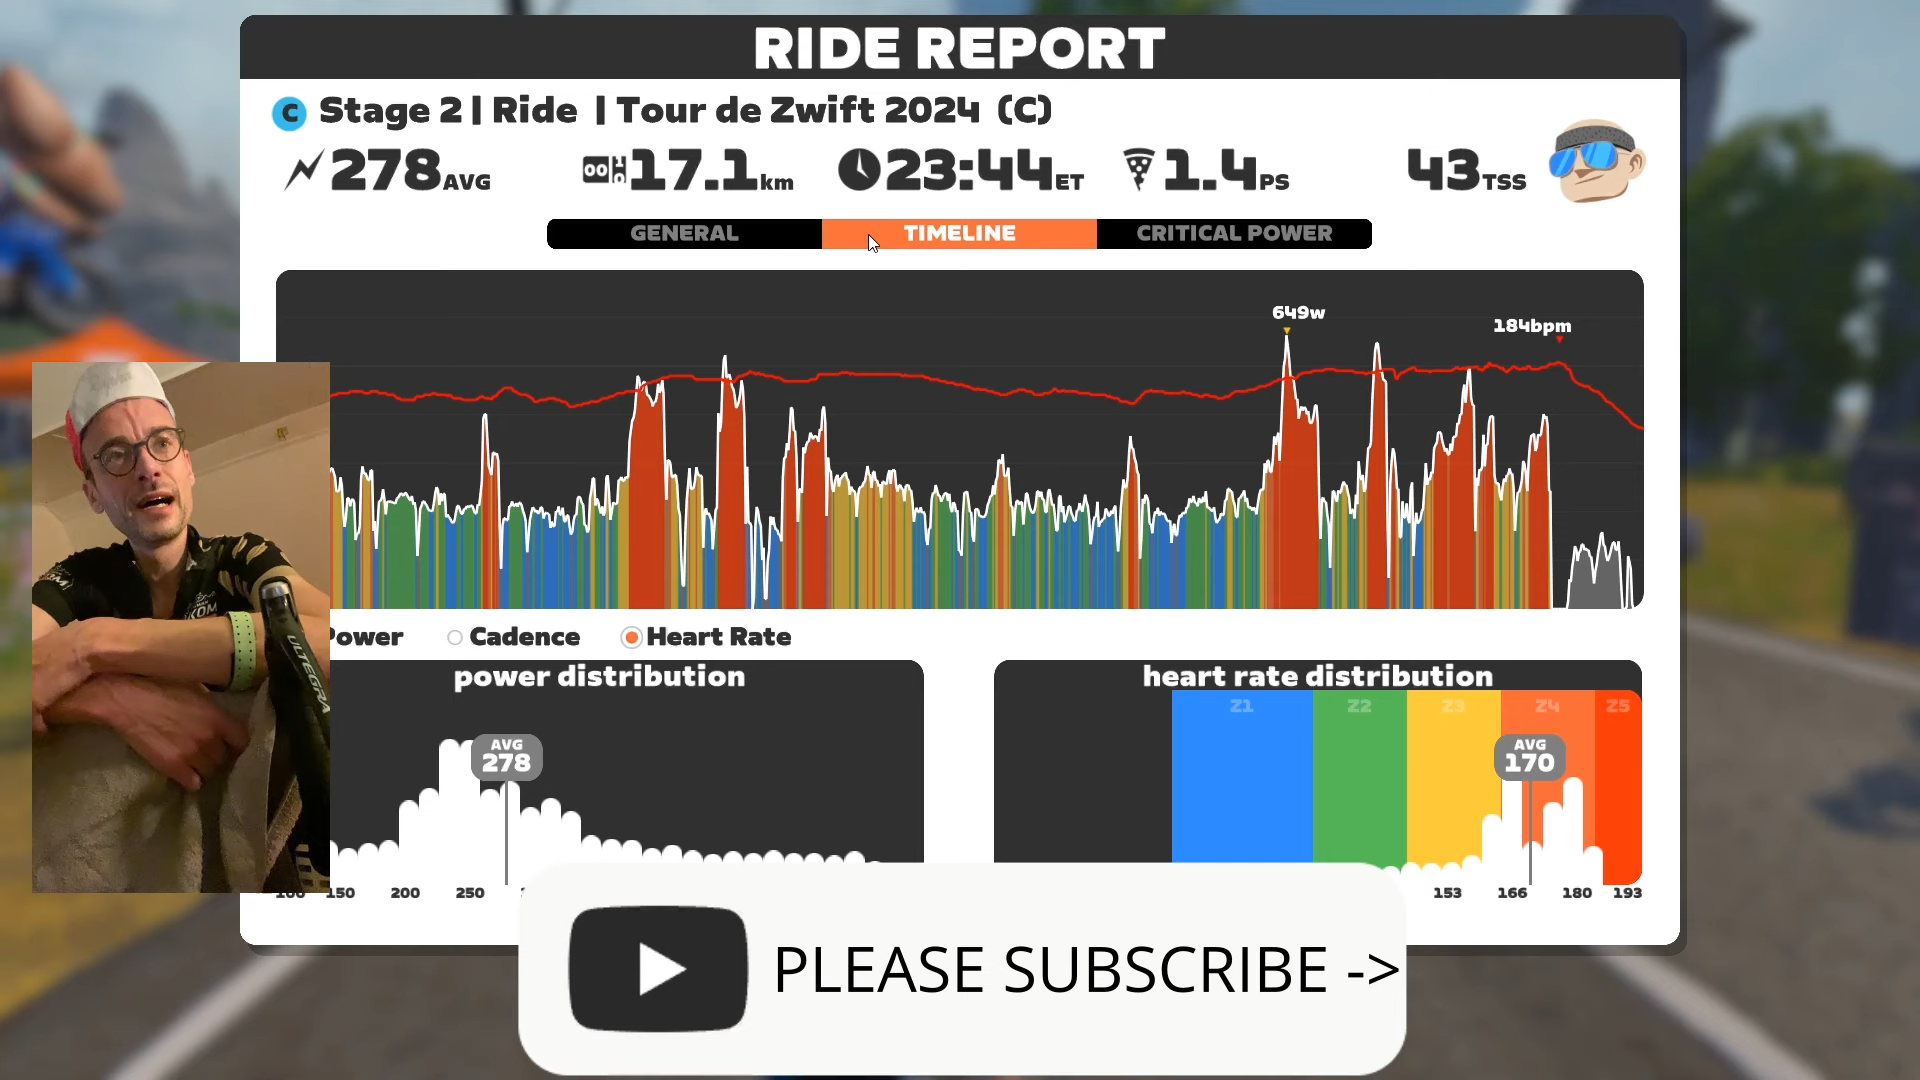 RIDE REPORT
C Stage 2 | Ride | Tour de Zwift 2024 (C)
278AVG 17.1km 23:44ET 1.4PS 43TSS
GENERAL TIMELINE CRITICAL POWER
649w
184bpm
Power Cadence Heart Rate
power distribution
heart rate distribution
Z1 Z2 Z3 Z4 Z5
AVG
278
AVG
170
150 200 250
153 166 180 193
ULTEGRA
KOM
PLEASE SUBSCRIBE ->